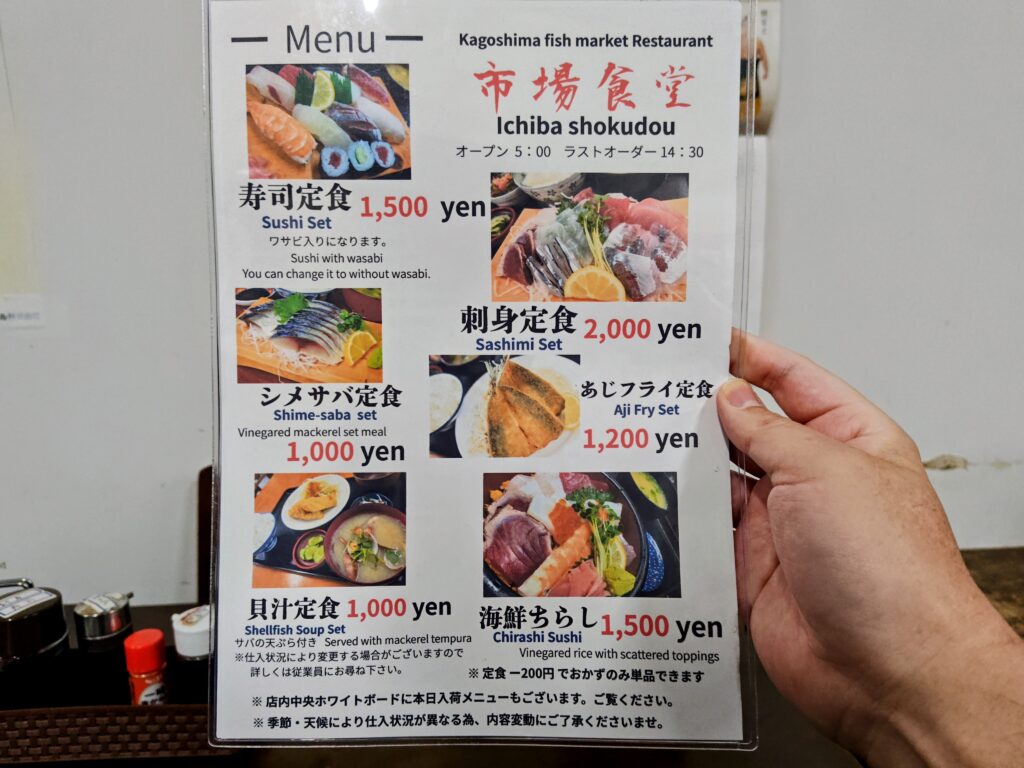 Menu
Kagoshima fish market Restaurant
市場食堂
Ichiba shokudou
オープン 5：00　ラストオーダー 14：30
寿司定食 1,500 yen
Sushi Set
ワサビ入りになります。
Sushi with wasabi
You can change it to without wasabi.
刺身定食 2,000 yen
Sashimi Set
シメサバ定食
Shime-saba set
Vinegared mackerel set meal
1,000 yen
あじフライ定食
Aji Fry Set
1,200 yen
貝汁定食 1,000 yen
Shellfish Soup Set
サバの天ぷら付き Served with mackerel tempura
※仕入状況により変更する場合がございますので
詳しくは従業員にお尋ね下さい。
海鮮ちらし 1,500 yen
Chirashi Sushi
Vinegared rice with scattered toppings
※ 定食 ー200円 でおかずのみ単品できます
※ 店内中央ホワイトボードに本日入荷メニューもございます。ご覧ください。
※ 季節・天候により仕入状況が異なる為、内容変動にご了承くださいませ。